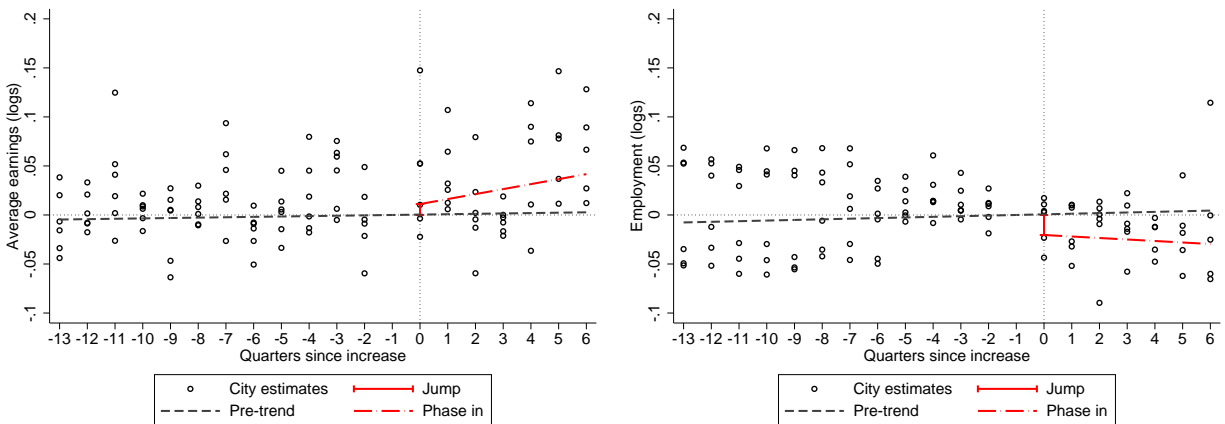 Average earnings (logs)
.2
.15
.1
.05
0
-.05
-.1
-13 -12 -11 -10 -9 -8 -7 -6 -5 -4 -3 -2 -1 0 1 2 3 4 5 6
Quarters since increase
City estimates Jump
Pre-trend Phase in
Employment (logs)
.2
.15
.1
.05
0
-.05
-.1
-13 -12 -11 -10 -9 -8 -7 -6 -5 -4 -3 -2 -1 0 1 2 3 4 5 6
Quarters since increase
City estimates Jump
Pre-trend Phase in